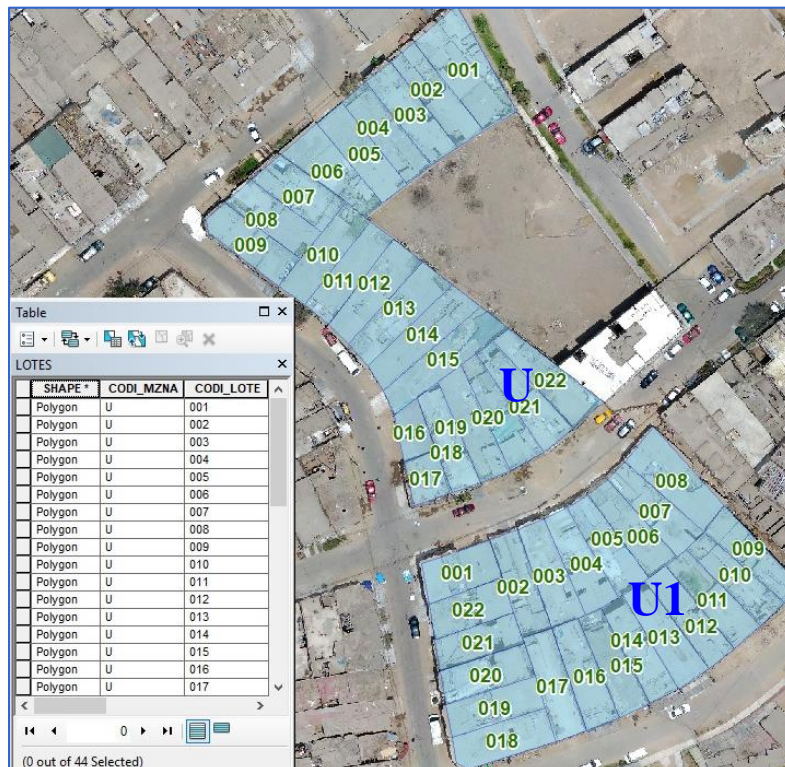 001
002
003
004
005
006
007
008
009
010
011
012
013
014
015
U
022
021
020
019
016
018
017
008
007
005
006
004
003
002
001
009
010
011
U1
012
013
014
015
016
017
022
021
020
019
018
Table
LOTES
SHAPE * CODI_MZNA CODI_LOTE
Polygon U 001
Polygon U 002
Polygon U 003
Polygon U 004
Polygon U 005
Polygon U 006
Polygon U 007
Polygon U 008
Polygon U 009
Polygon U 010
Polygon U 011
Polygon U 012
Polygon U 013
Polygon U 014
Polygon U 015
Polygon U 016
Polygon U 017
0
(0 out of 44 Selected)